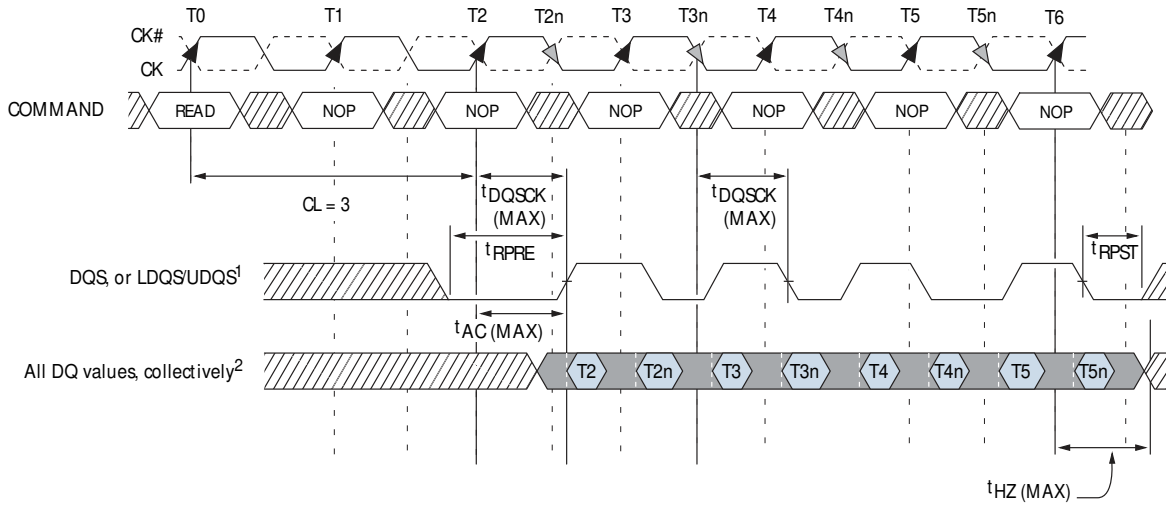 T0 T1 T2 T2n T3 T3n T4 T4n T5 T5n T6
CK#
CK
COMMAND READ NOP NOP NOP NOP NOP NOP
CL = 3
tDQSCK
(MAX)
tDQSCK
(MAX)
tRPRE
tRPST
DQS, or LDQS/UDQS1
tAC (MAX)
All DQ values, collectively2 T2 T2n T3 T3n T4 T4n T5 T5n
tHZ (MAX)